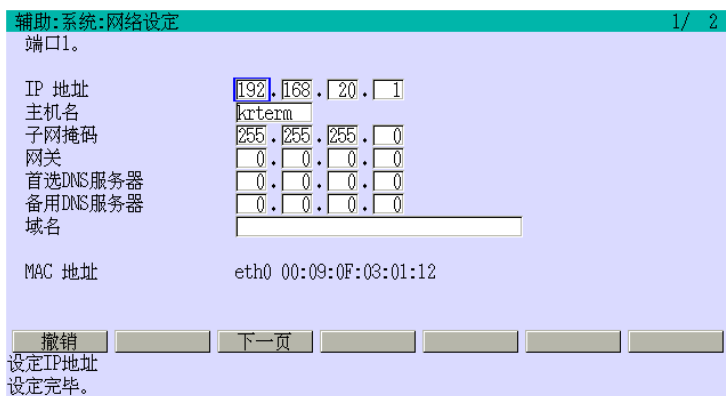 辅助:系统:网络设定 1/ 2
端口1。
IP 地址 192.168.20.1
主机名 krterm
子网掩码 255.255.255.0
网关 0.0.0.0
首选DNS服务器 0.0.0.0
备用DNS服务器 0.0.0.0
域名
MAC 地址 eth0 00:09:0F:03:01:12
撤销 下一页
设定IP地址
设定完毕。